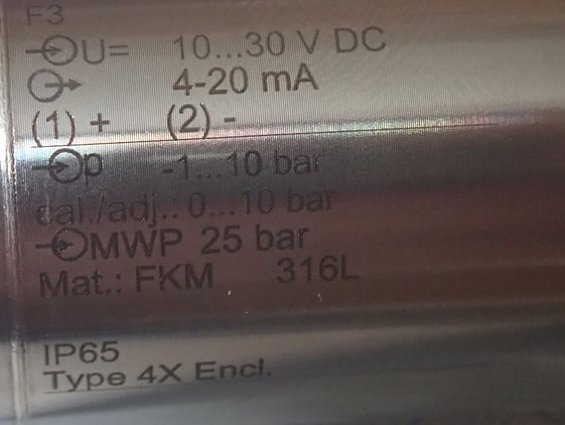 F3
U= 10...30 V DC
4-20 mA
(1) + (2) -
p -1...10 bar
cal./adj.: 0...10 bar
MWP 25 bar
Mat.: FKM 316L
IP65
Type 4X Encl.